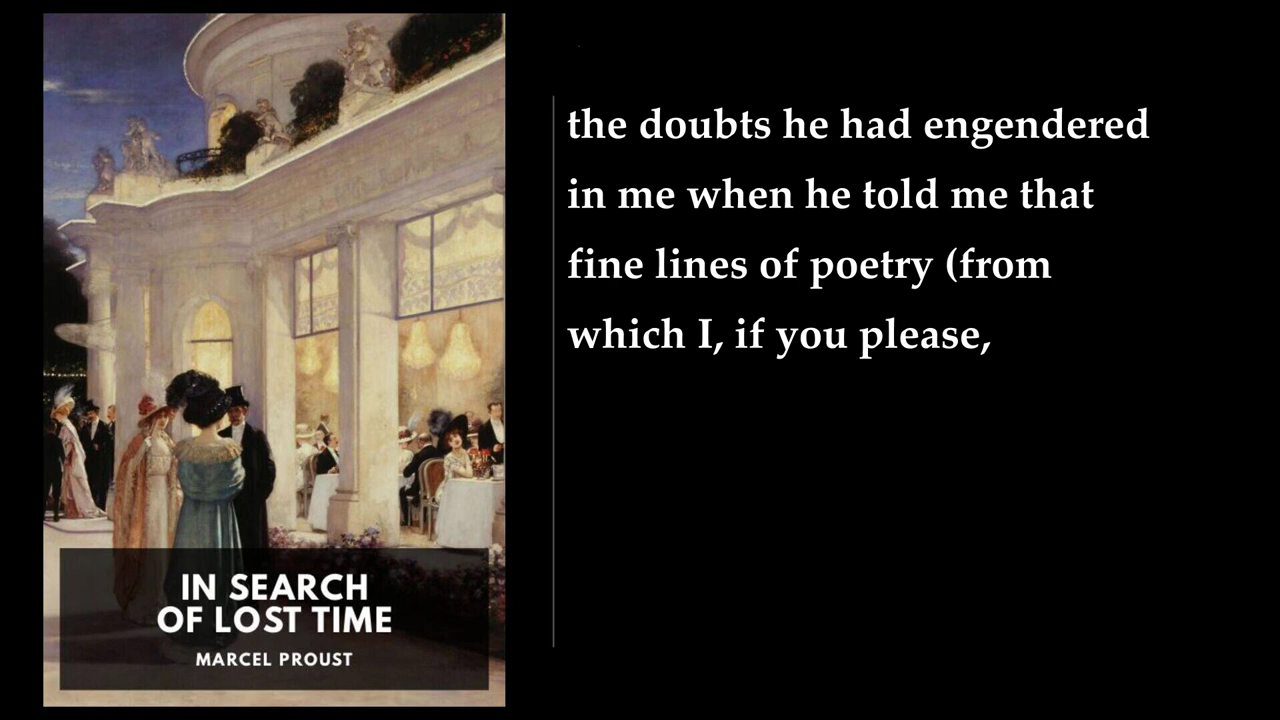 IN SEARCH
OF LOST TIME
MARCEL PROUST
the doubts he had engendered
in me when he told me that
fine lines of poetry (from
which I, if you please,